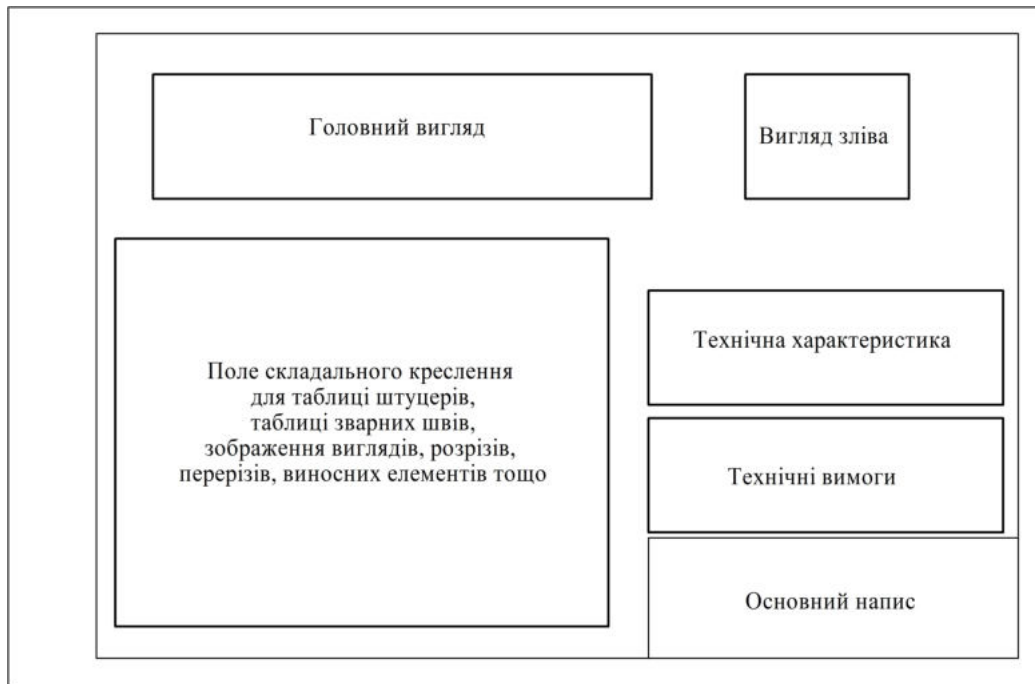 Головний вигляд
Вигляд зліва
Поле складального креслення
для таблиці штуцерів,
таблиці зварних швів,
зображення виглядів, розрізів,
перерізів, виносних елементів тощо
Технічна характеристика
Технічні вимоги
Основний напис